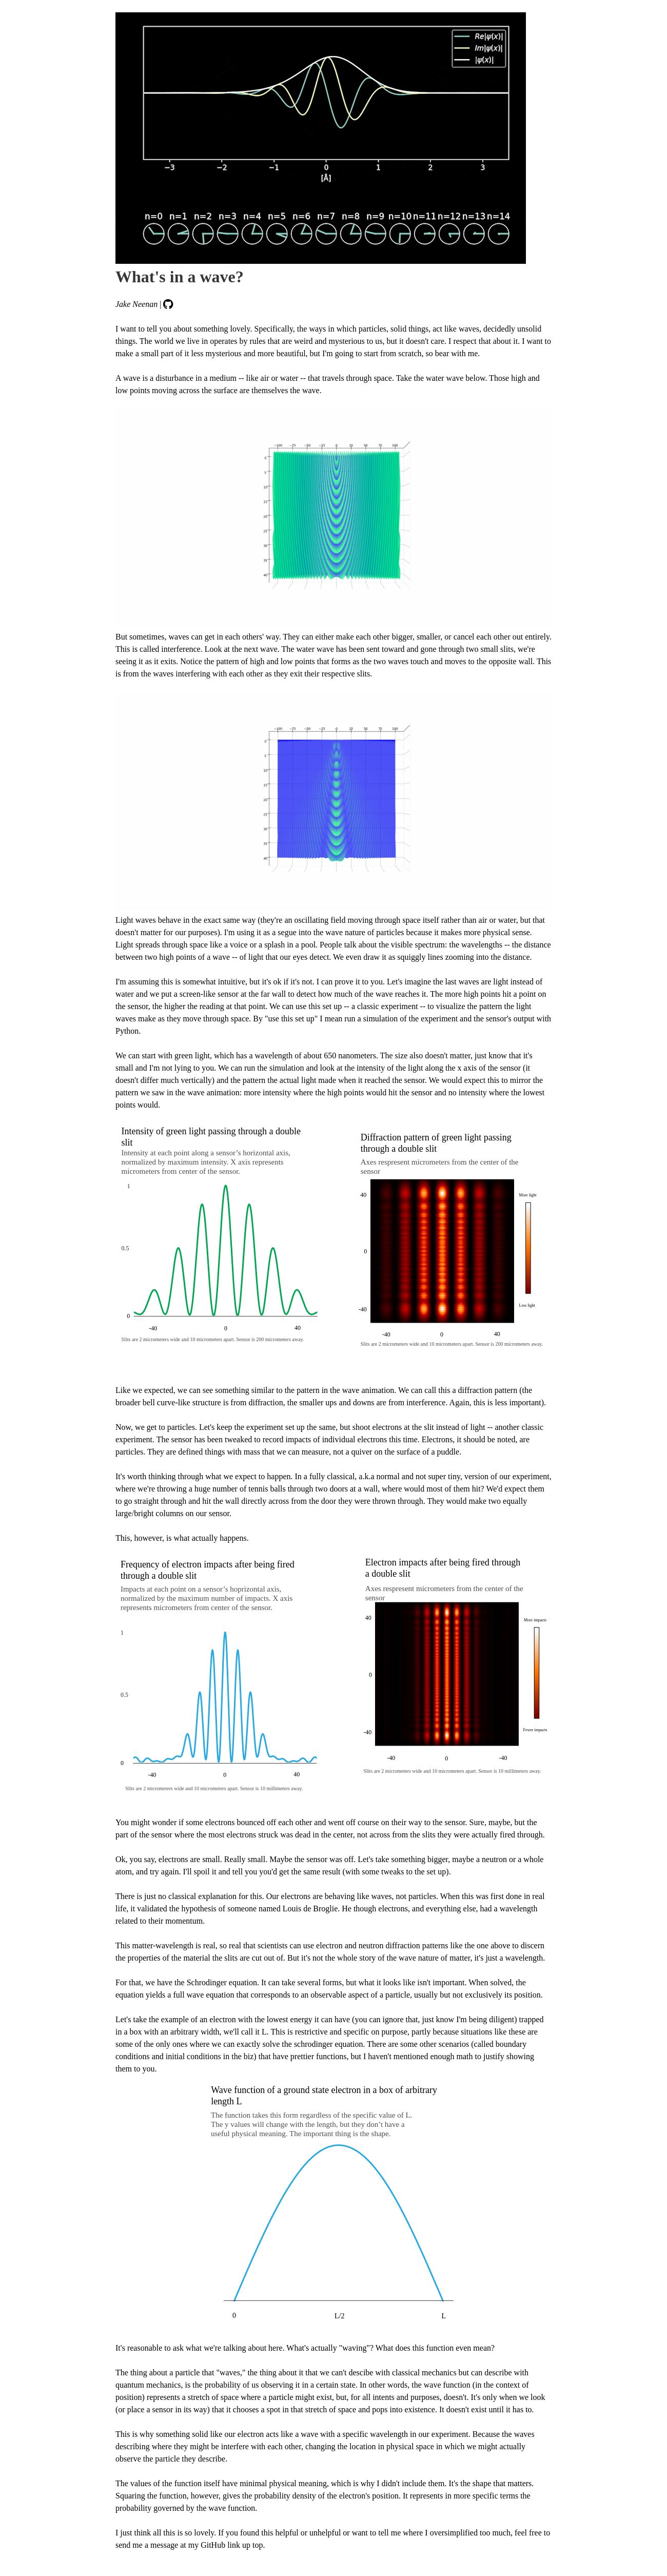 Re|ψ(x)|
Im|ψ(x)|
|ψ(x)|
−3 −2 −1 0 1 2 3
[Å]
n=0 n=1 n=2 n=3 n=4 n=5 n=6 n=7 n=8 n=9 n=10 n=11 n=12 n=13 n=14
What's in a wave?
Jake Neenan |
I want to tell you about something lovely. Specifically, the ways in which particles, solid things, act like waves, decidedly unsolid
things. The world we live in operates by rules that are weird and mysterious to us, but it doesn't care. I respect that about it. I want to
make a small part of it less mysterious and more beautiful, but I'm going to start from scratch, so bear with me.
A wave is a disturbance in a medium -- like air or water -- that travels through space. Take the water wave below. Those high and
low points moving across the surface are themselves the wave.
−100 −75 −50 −25 0 25 50 75 100
0
5
10
15
20
25
30
35
40
But sometimes, waves can get in each others' way. They can either make each other bigger, smaller, or cancel each other out entirely.
This is called interference. Look at the next wave. The water wave has been sent toward and gone through two small slits, we're
seeing it as it exits. Notice the pattern of high and low points that forms as the two waves touch and moves to the opposite wall. This
is from the waves interfering with each other as they exit their respective slits.
−100 −75 −50 −25 0 25 50 75 100
0
5
10
15
20
25
30
35
40
Light waves behave in the exact same way (they're an oscillating field moving through space itself rather than air or water, but that
doesn't matter for our purposes). I'm using it as a segue into the wave nature of particles because it makes more physical sense.
Light spreads through space like a voice or a splash in a pool. People talk about the visible spectrum: the wavelengths -- the distance
between two high points of a wave -- of light that our eyes detect. We even draw it as squiggly lines zooming into the distance.
I'm assuming this is somewhat intuitive, but it's ok if it's not. I can prove it to you. Let's imagine the last waves are light instead of
water and we put a screen-like sensor at the far wall to detect how much of the wave reaches it. The more high points hit a point on
the sensor, the higher the reading at that point. We can use this set up -- a classic experiment -- to visualize the pattern the light
waves make as they move through space. By "use this set up" I mean run a simulation of the experiment and the sensor's output with
Python.
We can start with green light, which has a wavelength of about 650 nanometers. The size also doesn't matter, just know that it's
small and I'm not lying to you. We can run the simulation and look at the intensity of the light along the x axis of the sensor (it
doesn't differ much vertically) and the pattern the actual light made when it reached the sensor. We would expect this to mirror the
pattern we saw in the wave animation: more intensity where the high points would hit the sensor and no intensity where the lowest
points would.
Intensity of green light passing through a double
slit
Intensity at each point along a sensor’s horizontal axis,
normalized by maximum intensity. X axis represents
micrometers from center of the sensor.
1
0.5
0
-40 0 40
Slits are 2 micrometers wide and 10 micrometers apart. Sensor is 200 micrometers away.
Diffraction pattern of green light passing
through a double slit
Axes respresent micrometers from the center of the
sensor
40
0
-40
-40 0 40
More light
Less light
Slits are 2 micrometers wide and 10 micrometers apart. Sensor is 200 micrometers away.
Like we expected, we can see something similar to the pattern in the wave animation. We can call this a diffraction pattern (the
broader bell curve-like structure is from diffraction, the smaller ups and downs are from interference. Again, this is less important).
Now, we get to particles. Let's keep the experiment set up the same, but shoot electrons at the slit instead of light -- another classic
experiment. The sensor has been tweaked to record impacts of individual electrons this time. Electrons, it should be noted, are
particles. They are defined things with mass that we can measure, not a quiver on the surface of a puddle.
It's worth thinking through what we expect to happen. In a fully classical, a.k.a normal and not super tiny, version of our experiment,
where we're throwing a huge number of tennis balls through two doors at a wall, where would most of them hit? We'd expect them
to go straight through and hit the wall directly across from the door they were thrown through. They would make two equally
large/bright columns on our sensor.
This, however, is what actually happens.
Frequency of electron impacts after being fired
through a double slit
Impacts at each point on a sensor’s hoprizontal axis,
normalized by the maximum number of impacts. X axis
represents micrometers from center of the sensor.
1
0.5
0
-40 0 40
Slits are 2 micrometers wide and 10 micrometers apart. Sensor is 10 millimeters away.
Electron impacts after being fired through
a double slit
Axes respresent micrometers from the center of the
sensor
40
0
-40
-40 0 -40
More impacts
Fewer impacts
Slits are 2 micrometers wide and 10 micrometers apart. Sensor is 10 millimeters away.
You might wonder if some electrons bounced off each other and went off course on their way to the sensor. Sure, maybe, but the
part of the sensor where the most electrons struck was dead in the center, not across from the slits they were actually fired through.
Ok, you say, electrons are small. Really small. Maybe the sensor was off. Let's take something bigger, maybe a neutron or a whole
atom, and try again. I'll spoil it and tell you you'd get the same result (with some tweaks to the set up).
There is just no classical explanation for this. Our electrons are behaving like waves, not particles. When this was first done in real
life, it validated the hypothesis of someone named Louis de Broglie. He though electrons, and everything else, had a wavelength
related to their momentum.
This matter-wavelength is real, so real that scientists can use electron and neutron diffraction patterns like the one above to discern
the properties of the material the slits are cut out of. But it's not the whole story of the wave nature of matter, it's just a wavelength.
For that, we have the Schrodinger equation. It can take several forms, but what it looks like isn't important. When solved, the
equation yields a full wave equation that corresponds to an observable aspect of a particle, usually but not exclusively its position.
Let's take the example of an electron with the lowest energy it can have (you can ignore that, just know I'm being diligent) trapped
in a box with an arbitrary width, we'll call it L. This is restrictive and specific on purpose, partly because situations like these are
some of the only ones where we can exactly solve the schrodinger equation. There are some other scenarios (called boundary
conditions and initial conditions in the biz) that have prettier functions, but I haven't mentioned enough math to justify showing
them to you.
Wave function of a ground state electron in a box of arbitrary
length L
The function takes this form regardless of the specific value of L.
The y values will change with the length, but they don’t have a
useful physical meaning. The important thing is the shape.
0 L/2 L
It's reasonable to ask what we're talking about here. What's actually "waving"? What does this function even mean?
The thing about a particle that "waves," the thing about it that we can't descibe with classical mechanics but can describe with
quantum mechanics, is the probability of us observing it in a certain state. In other words, the wave function (in the context of
position) represents a stretch of space where a particle might exist, but, for all intents and purposes, doesn't. It's only when we look
(or place a sensor in its way) that it chooses a spot in that stretch of space and pops into existence. It doesn't exist until it has to.
This is why something solid like our electron acts like a wave with a specific wavelength in our experiment. Because the waves
describing where they might be interfere with each other, changing the location in physical space in which we might actually
observe the particle they describe.
The values of the function itself have minimal physical meaning, which is why I didn't include them. It's the shape that matters.
Squaring the function, however, gives the probability density of the electron's position. It represents in more specific terms the
probability governed by the wave function.
I just think all this is so lovely. If you found this helpful or unhelpful or want to tell me where I oversimplified too much, feel free to
send me a message at my GitHub link up top.